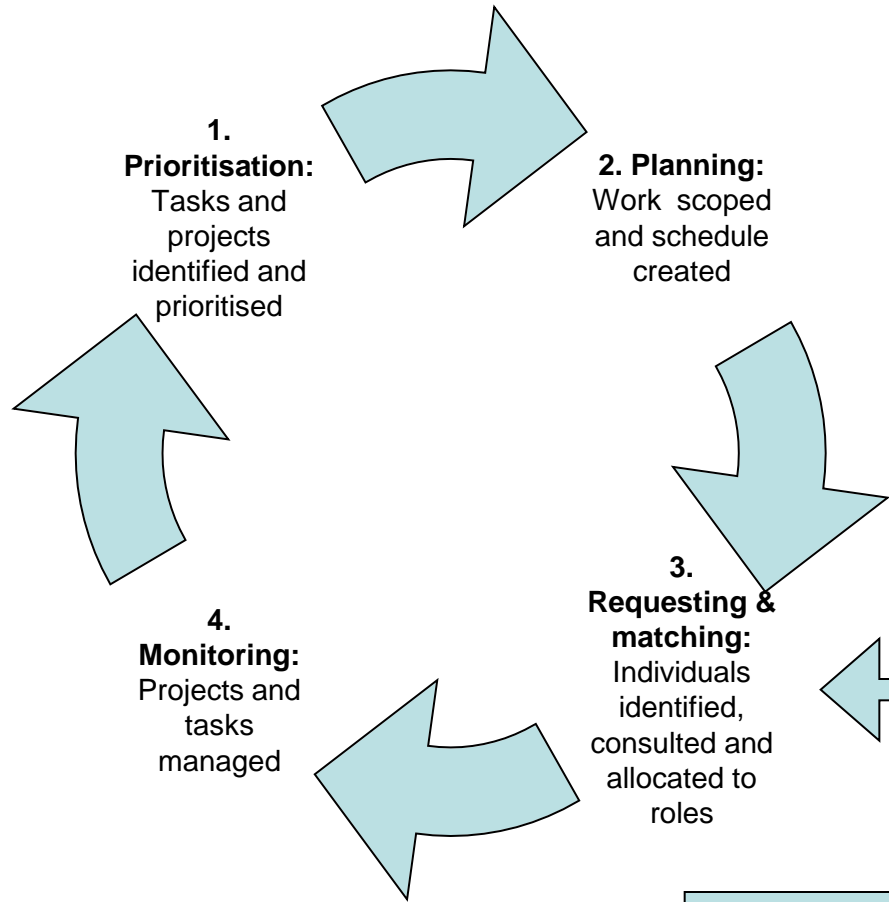 1.
Prioritisation:
Tasks and
projects
identified and
prioritised
2. Planning:
Work  scoped
and schedule
created
3.
Requesting &
matching:
Individuals
identified,
consulted and
allocated to
roles
4.
Monitoring:
Projects and
tasks
managed